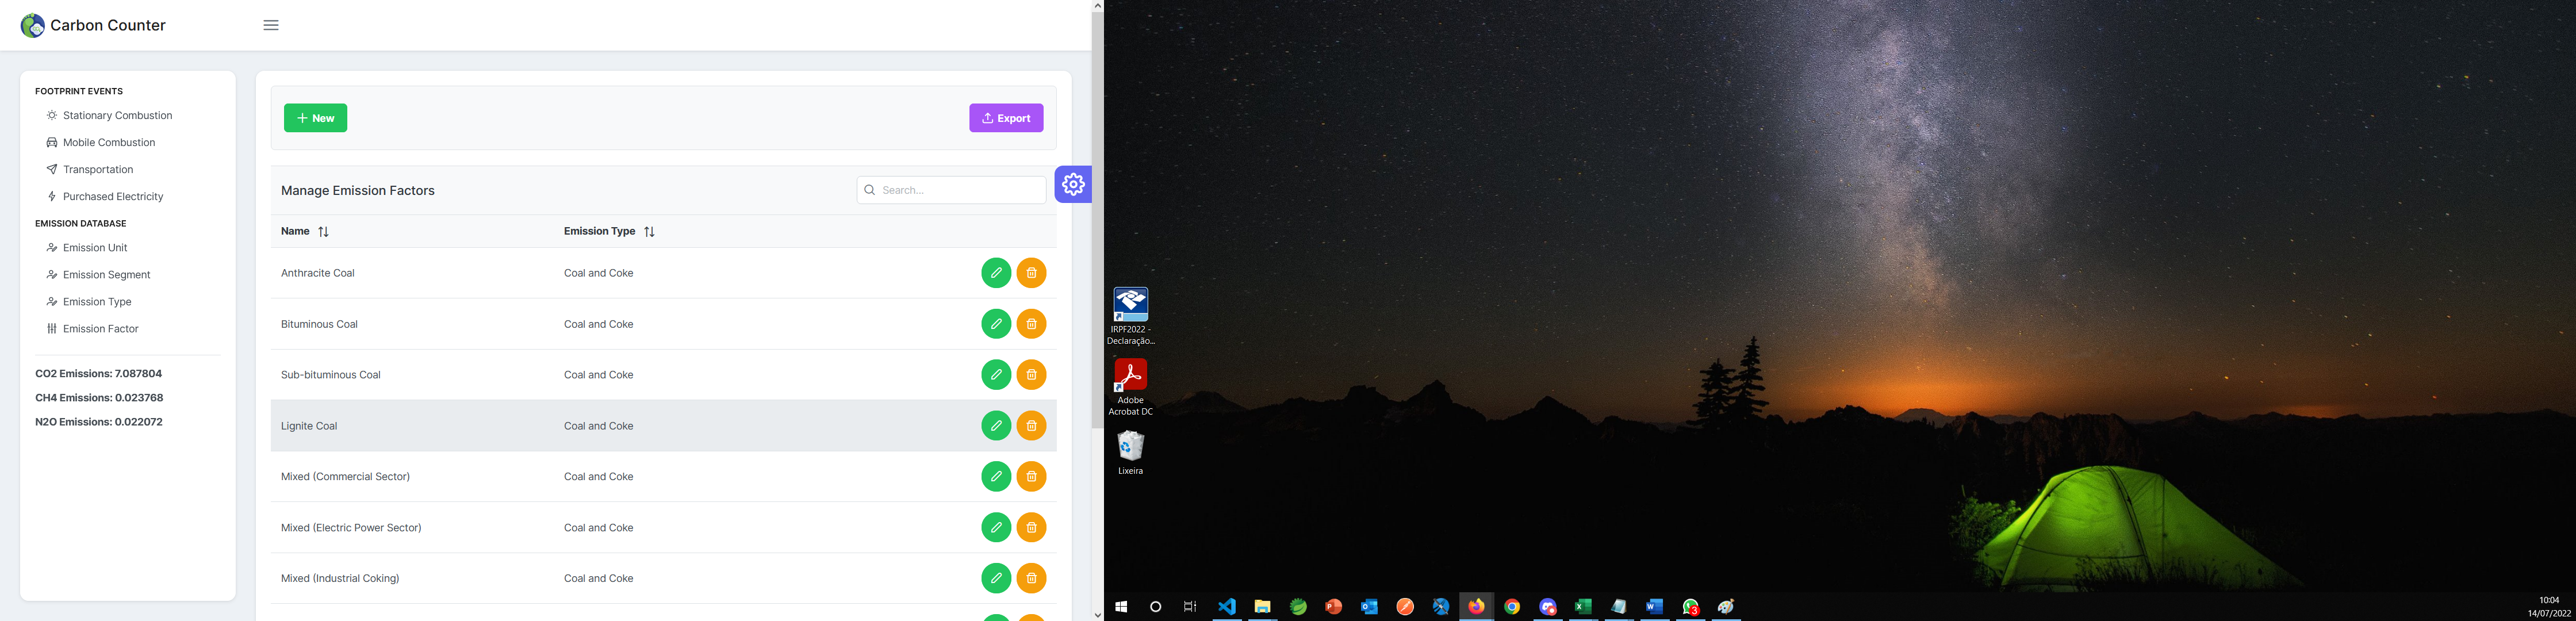 Carbon Counter
FOOTPRINT EVENTS
Stationary Combustion
Mobile Combustion
Transportation
Purchased Electricity
EMISSION DATABASE
Emission Unit
Emission Segment
Emission Type
Emission Factor
CO2 Emissions: 7.087804
CH4 Emissions: 0.023768
N2O Emissions: 0.022072
New
Export
Manage Emission Factors
Search...
Name
Emission Type
Anthracite Coal
Coal and Coke
Bituminous Coal
Coal and Coke
Sub-bituminous Coal
Coal and Coke
Lignite Coal
Coal and Coke
Mixed (Commercial Sector)
Coal and Coke
Mixed (Electric Power Sector)
Coal and Coke
Mixed (Industrial Coking)
Coal and Coke
IRPF2022 -
Declaração...
Adobe
Acrobat DC
Lixeira
3
10:04
14/07/2022